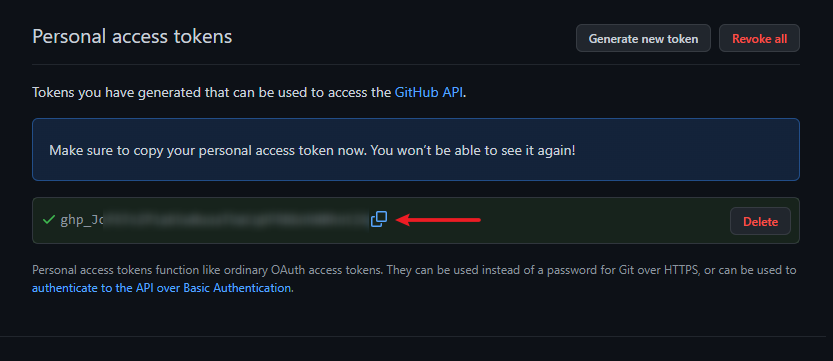 Personal access tokens
Generate new token
Revoke all
Tokens you have generated that can be used to access the GitHub API.
Make sure to copy your personal access token now. You won’t be able to see it again!
ghp_Jc
Delete
Personal access tokens function like ordinary OAuth access tokens. They can be used instead of a password for Git over HTTPS, or can be used to
authenticate to the API over Basic Authentication.